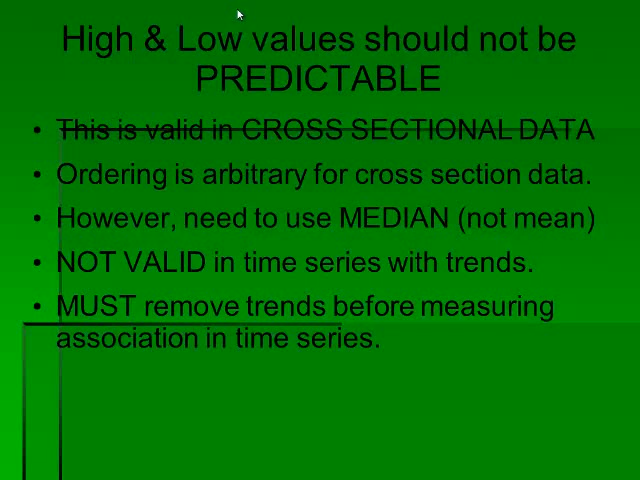 High & Low values should not be
PREDICTABLE
• This is valid in CROSS SECTIONAL DATA
• Ordering is arbitrary for cross section data.
• However, need to use MEDIAN (not mean)
• NOT VALID in time series with trends.
• MUST remove trends before measuring
association in time series.